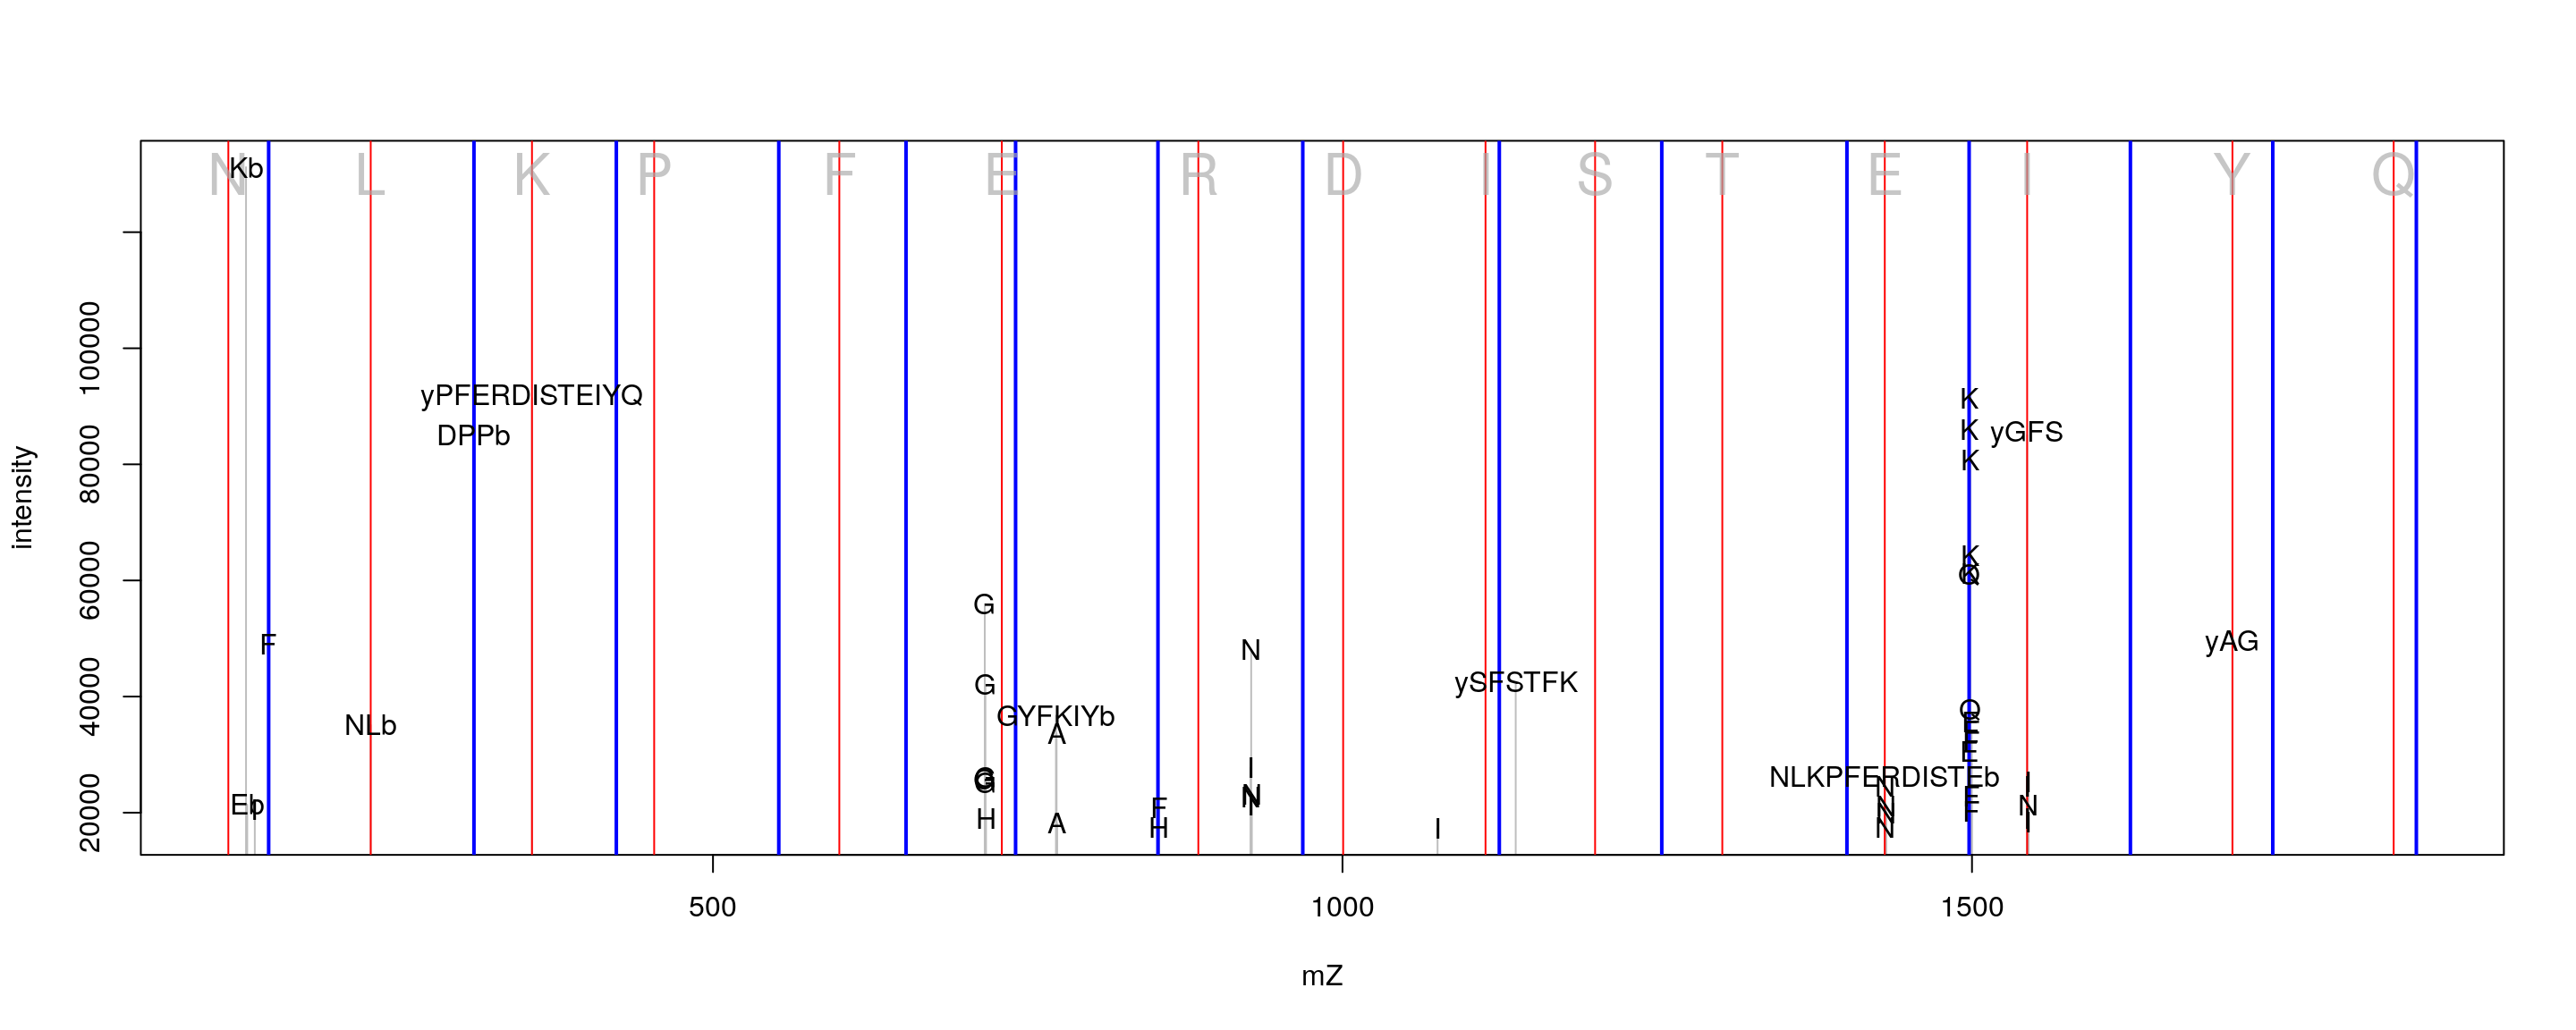 N L K P F E R D I S T E I Y Q
Kb
100000
yPFERDISTEIYQ
K
DPPb
K
yGFS
80000
K
K
60000
Q
G
F
N
yAG
G
ySFSTFK
40000
Q
GYFKIYb
NLb
A
E
I
G
NLKPFERDISTEb
I
N
N
Eb
F
N
20000
H
A
H
I
N
500
1000
1500
intensity
mZ